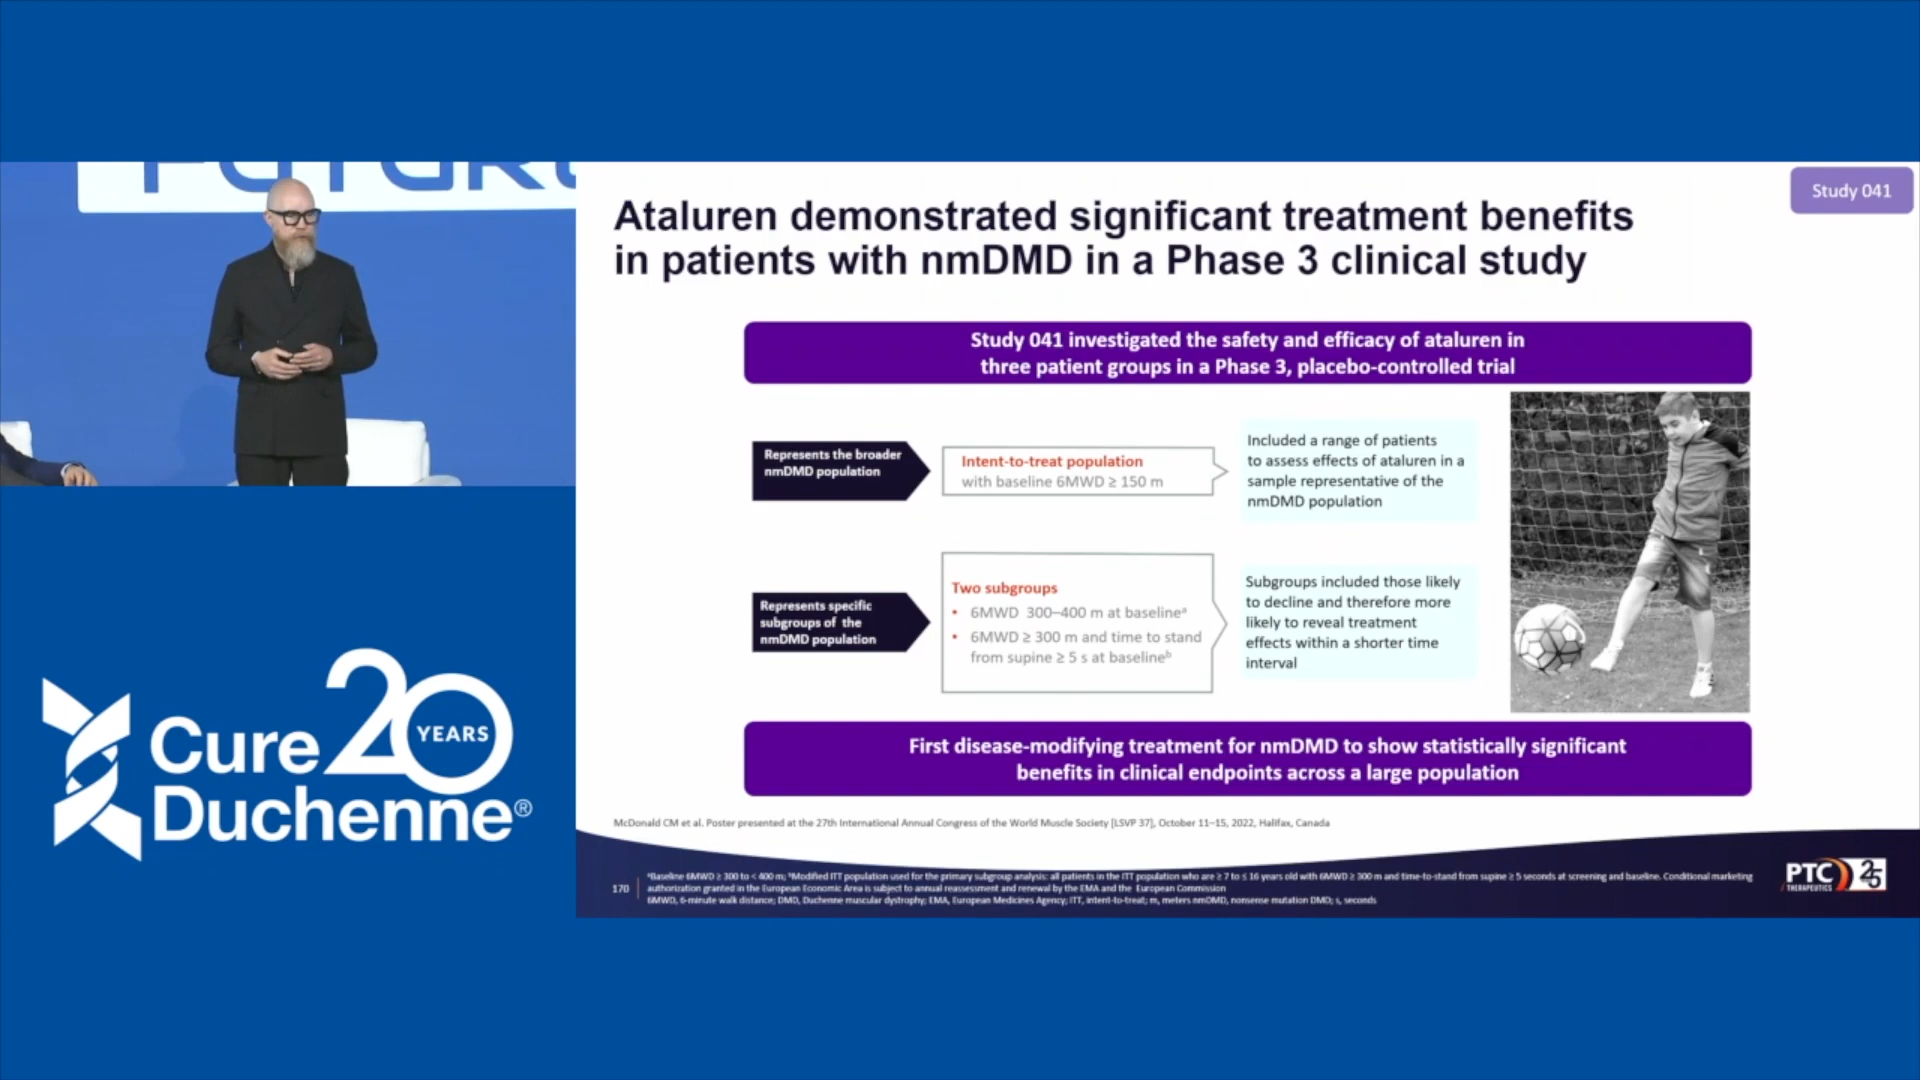 FUTURE
Study 041
Ataluren demonstrated significant treatment benefits
in patients with nmDMD in a Phase 3 clinical study
Study 041 investigated the safety and efficacy of ataluren in
three patient groups in a Phase 3, placebo-controlled trial
Represents the broader
nmDMD population
Intent-to-treat population
with baseline 6MWD ≥ 150 m
Included a range of patients
to assess effects of ataluren in a
sample representative of the
nmDMD population
Represents specific
subgroups of the
nmDMD population
Two subgroups
• 6MWD 300–400 m at baselineᵃ
• 6MWD ≥ 300 m and time to stand
from supine ≥ 5 s at baselineᵇ
Subgroups included those likely
to decline and therefore more
likely to reveal treatment
effects within a shorter time
interval
First disease-modifying treatment for nmDMD to show statistically significant
benefits in clinical endpoints across a large population
McDonald CM et al. Poster presented at the 27th International Annual Congress of the World Muscle Society [LSVP 37], October 11–15, 2022, Halifax, Canada
170
ᵃBaseline 6MWD ≥ 300 to < 400 m; ᵇModified ITT population used for the primary subgroup analysis: all patients in the ITT population who are ≥ 7 to ≤ 16 years old with 6MWD ≥ 300 m and time-to-stand from supine ≥ 5 seconds at screening and baseline. Conditional marketing
authorization granted in the European Economic Area is subject to annual reassessment and renewal by the EMA and the European Commission
6MWD, 6-minute walk distance; DMD, Duchenne muscular dystrophy; EMA, European Medicines Agency; ITT, intent-to-treat; m, meters nmDMD, nonsense mutation DMD; s, seconds
PTC
THERAPEUTICS
25
Cure 20
YEARS
Duchenne®